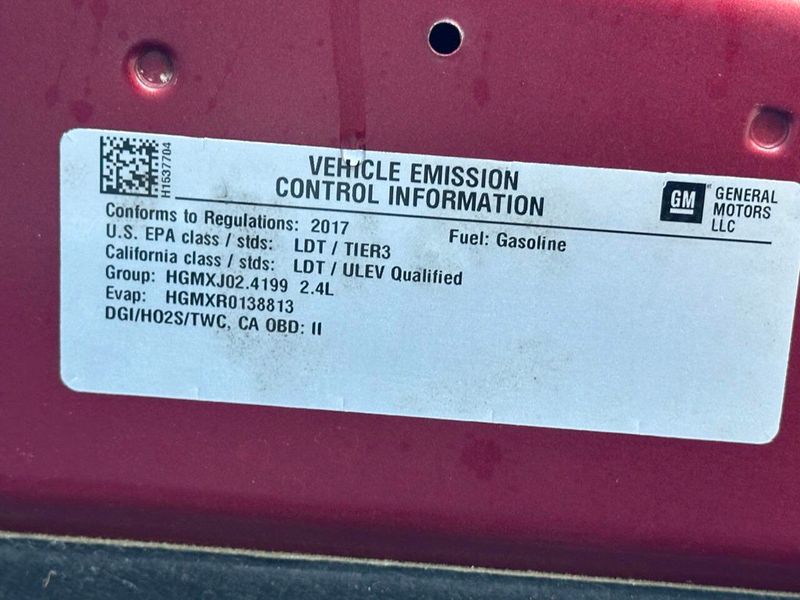 H1537704
VEHICLE EMISSION
CONTROL INFORMATION
GM GENERAL
MOTORS
LLC
Conforms to Regulations: 2017
Fuel: Gasoline
U.S. EPA class / stds: LDT / TIER3
California class / stds: LDT / ULEV Qualified
Group: HGMXJ02.4199 2.4L
Evap: HGMXR0138813
DGI/HO2S/TWC, CA OBD: II